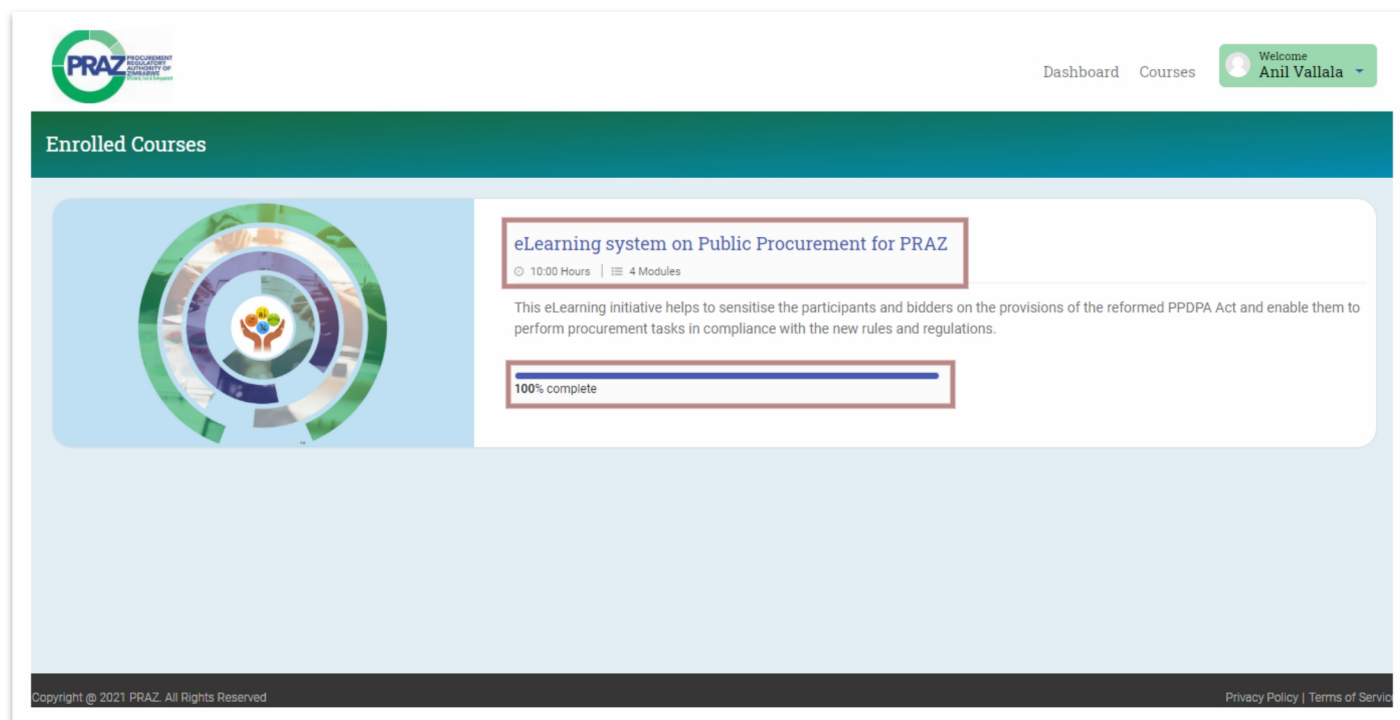 PRAZ
PROCUREMENT
REGULATORY
AUTHORITY OF
ZIMBABWE
Dashboard Courses
Welcome
Anil Vallala
Enrolled Courses
eLearning system on Public Procurement for PRAZ
10:00 Hours | 4 Modules
This eLearning initiative helps to sensitise the participants and bidders on the provisions of the reformed PPDPA Act and enable them to
perform procurement tasks in compliance with the new rules and regulations.
100% complete
Copyright @ 2021 PRAZ. All Rights Reserved
Privacy Policy | Terms of Servic